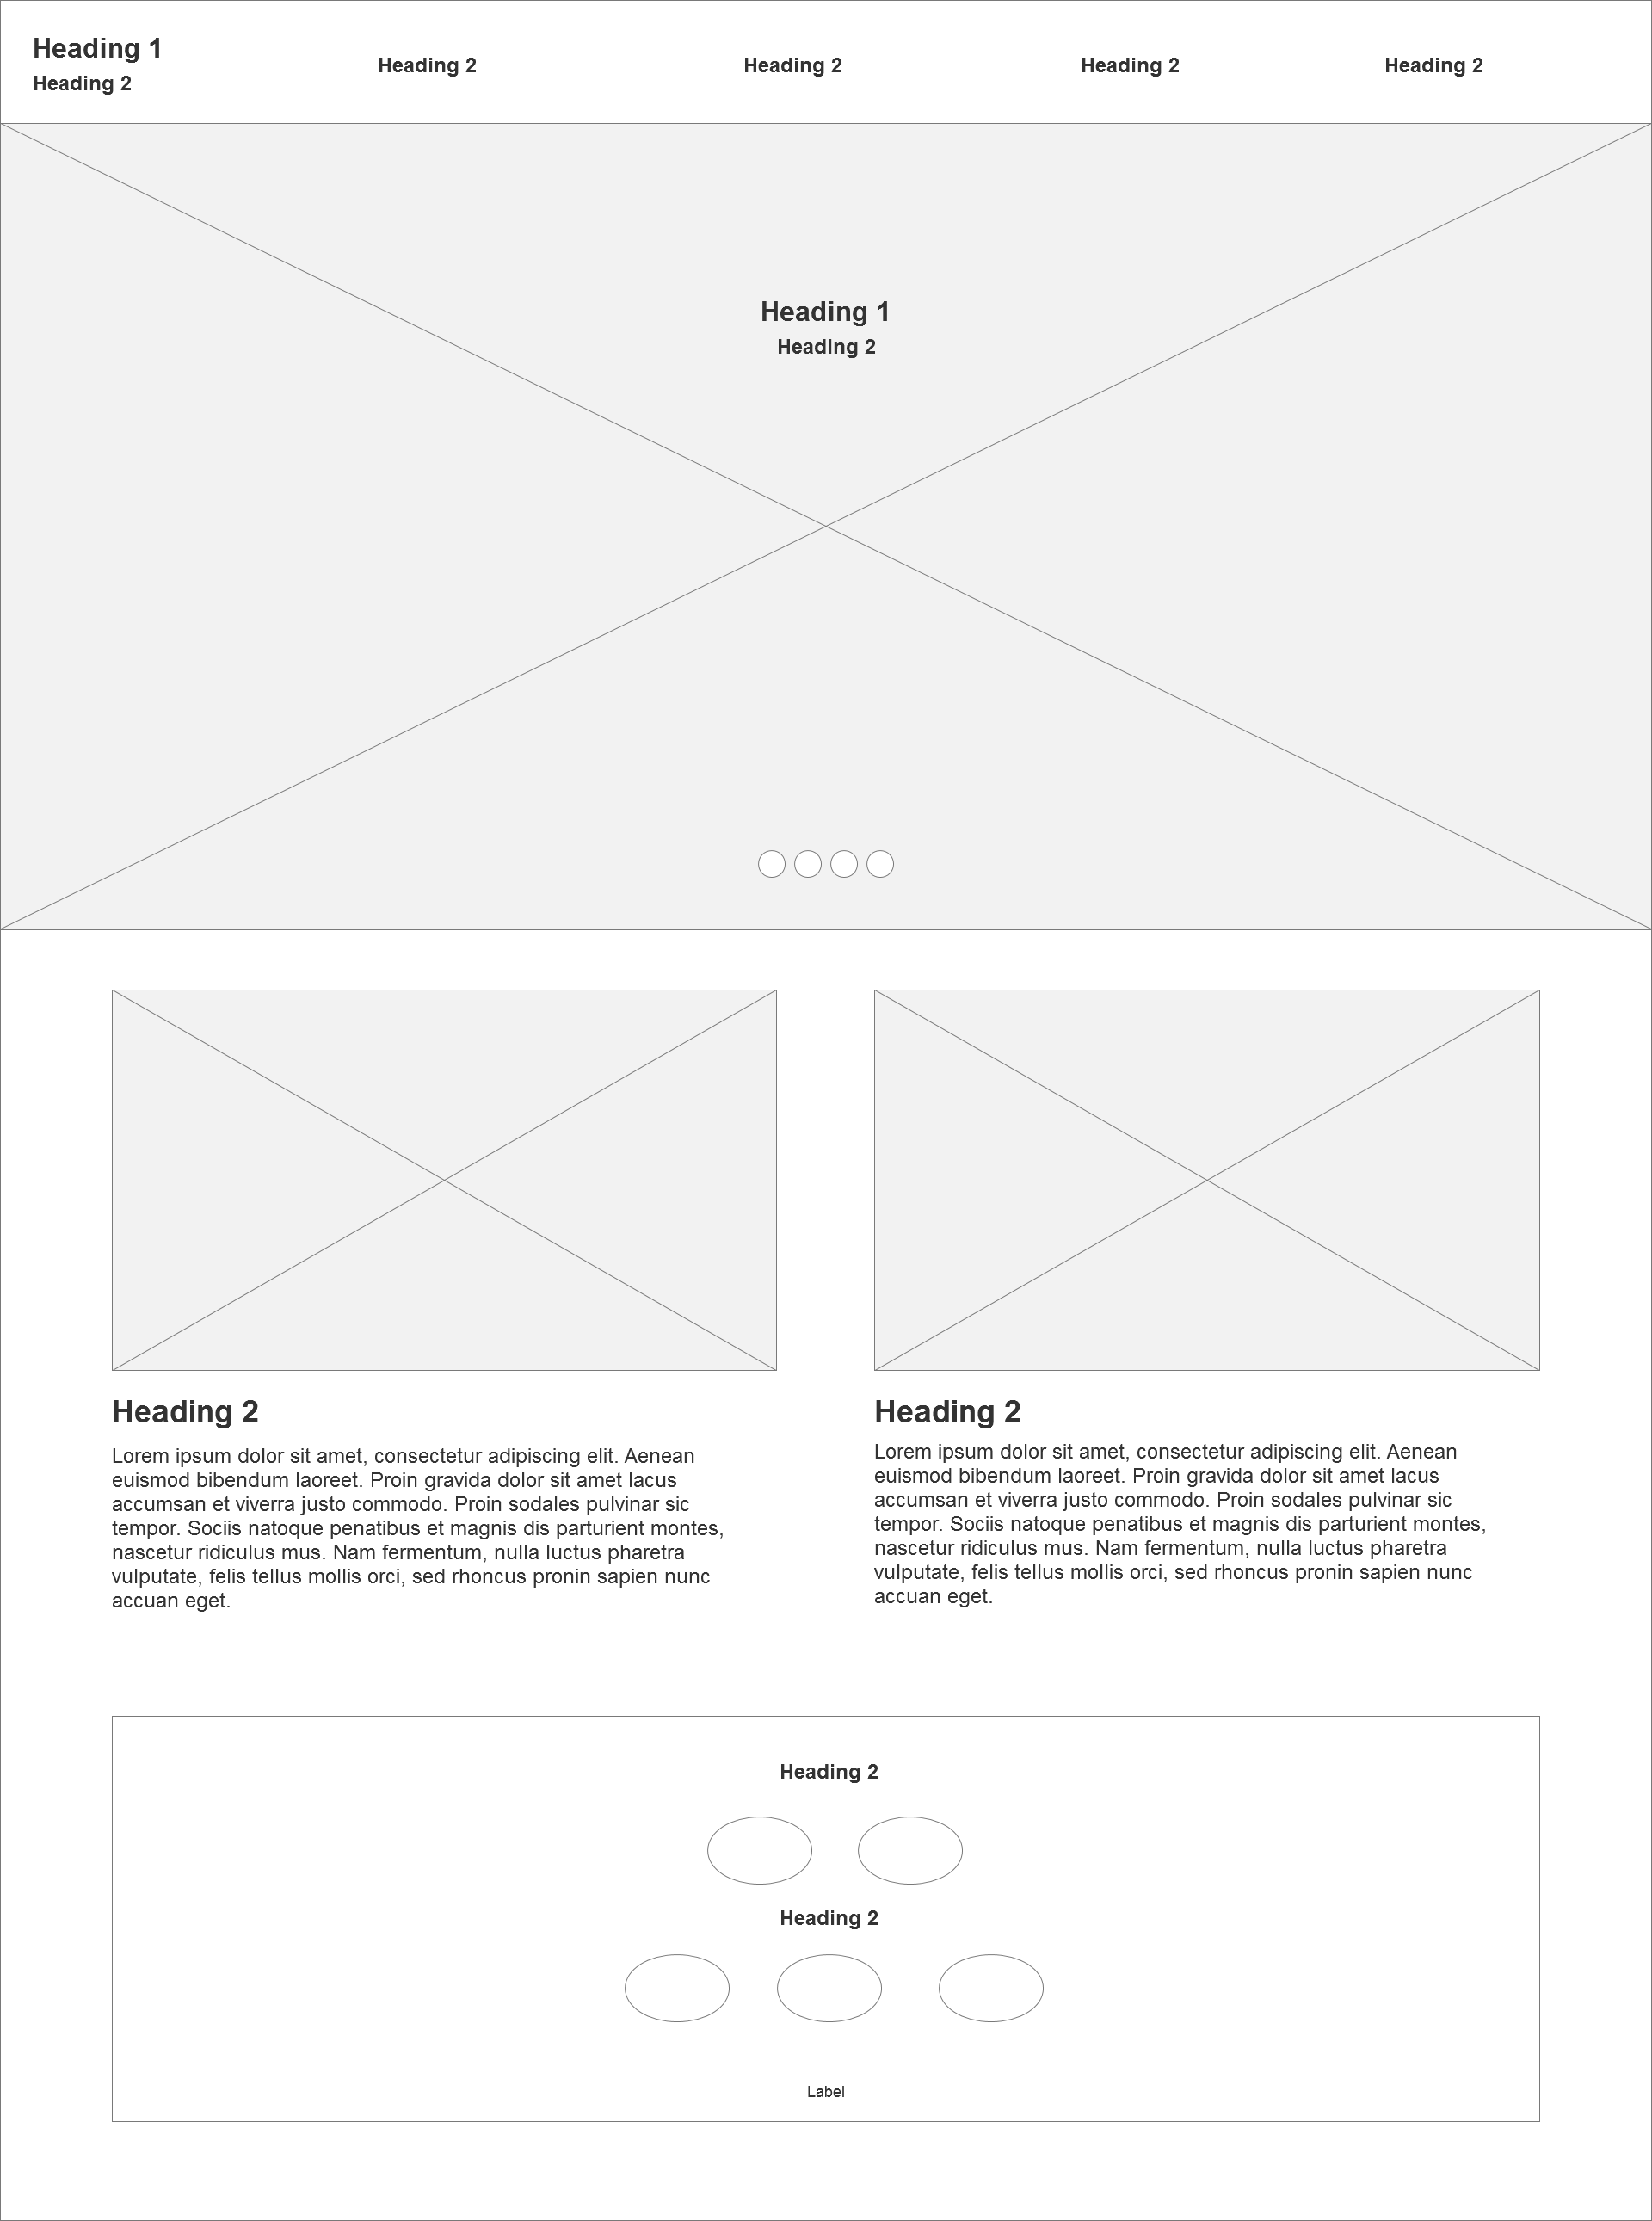 Heading 1
Heading 2
Heading 2
Heading 2
Heading 2
Heading 2
Heading 1
Heading 2
Heading 2
Lorem ipsum dolor sit amet, consectetur adipiscing elit. Aenean
euismod bibendum laoreet. Proin gravida dolor sit amet lacus
accumsan et viverra justo commodo. Proin sodales pulvinar sic
tempor. Sociis natoque penatibus et magnis dis parturient montes,
nascetur ridiculus mus. Nam fermentum, nulla luctus pharetra
vulputate, felis tellus mollis orci, sed rhoncus pronin sapien nunc
accuan eget.
Heading 2
Lorem ipsum dolor sit amet, consectetur adipiscing elit. Aenean
euismod bibendum laoreet. Proin gravida dolor sit amet lacus
accumsan et viverra justo commodo. Proin sodales pulvinar sic
tempor. Sociis natoque penatibus et magnis dis parturient montes,
nascetur ridiculus mus. Nam fermentum, nulla luctus pharetra
vulputate, felis tellus mollis orci, sed rhoncus pronin sapien nunc
accuan eget.
Heading 2
Heading 2
Label